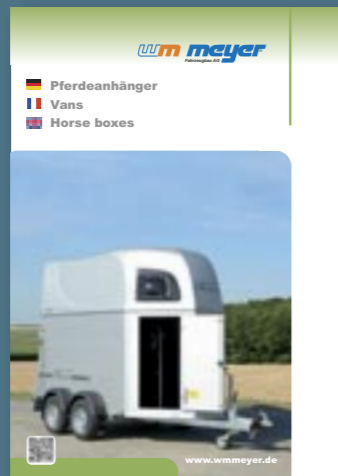 wm meyer
Fahrzeugbau AG
Pferdeanhänger
Vans
Horse boxes
www.wmmeyer.de